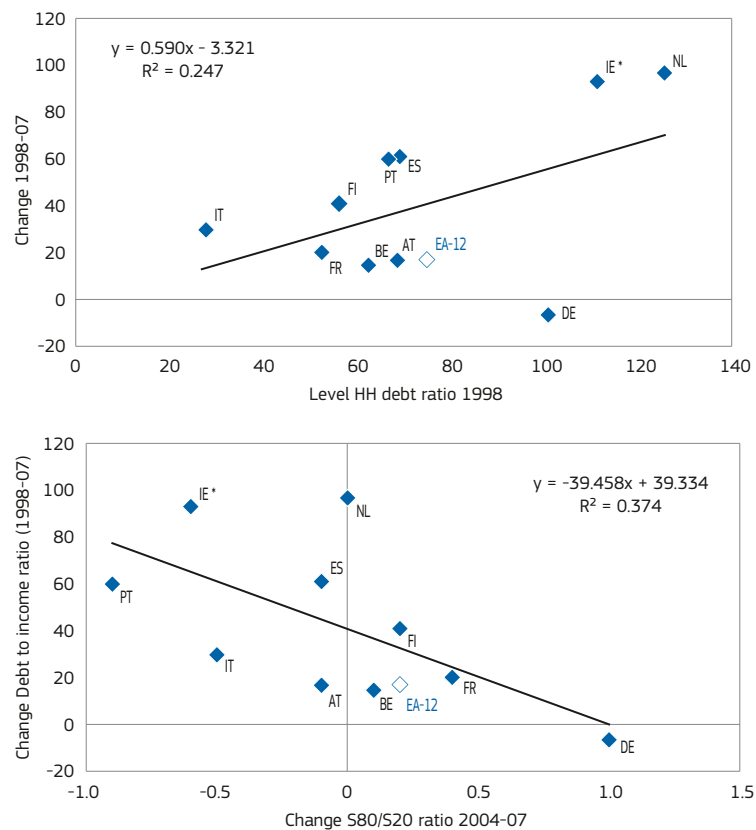 y = 0.590x - 3.321
R² = 0.247
Change 1998-07
120
100
80
60
40
20
0
-20
IE *
NL
PT
ES
FI
IT
FR
BE
AT
EA-12
DE
0 20 40 60 80 100 120 140
Level HH debt ratio 1998
y = -39.458x + 39.334
R² = 0.374
Change Debt to income ratio (1998-07)
120
100
80
60
40
20
0
-20
IE *
NL
PT
ES
IT
FI
AT
BE
EA-12
FR
DE
-1.0 -0.5 0 0.5 1.0 1.5
Change S80/S20 ratio 2004-07